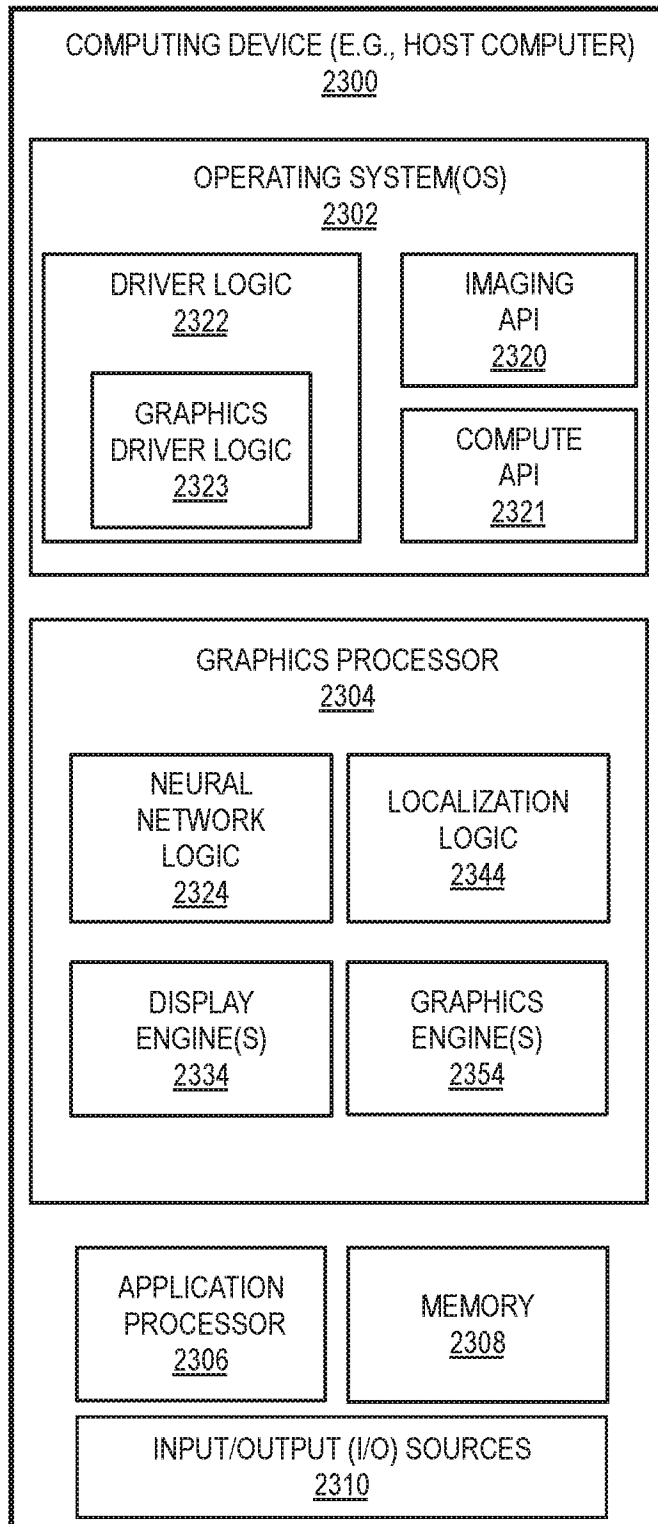 COMPUTING DEVICE (E.G., HOST COMPUTER)
2300
OPERATING SYSTEM(OS)
2302
DRIVER LOGIC
2322
GRAPHICS
DRIVER LOGIC
2323
IMAGING
API
2320
COMPUTE
API
2321
GRAPHICS PROCESSOR
2304
NEURAL
NETWORK
LOGIC
2324
LOCALIZATION
LOGIC
2344
DISPLAY
ENGINE(S)
2334
GRAPHICS
ENGINE(S)
2354
APPLICATION
PROCESSOR
2306
MEMORY
2308
INPUT/OUTPUT (I/O) SOURCES
2310